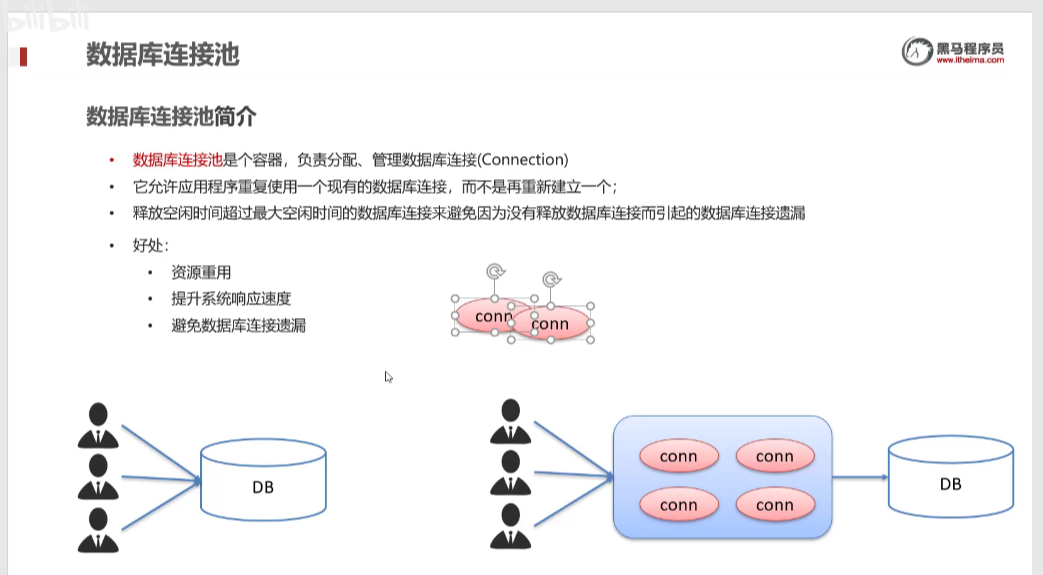 bilibili
数据库连接池
黑马程序员
www.itheima.com
数据库连接池简介
• 数据库连接池是个容器，负责分配、管理数据库连接(Connection)
• 它允许应用程序重复使用一个现有的数据库连接，而不是再重新建立一个；
• 释放空闲时间超过最大空闲时间的数据库连接来避免因为没有释放数据库连接而引起的数据库连接遗漏
• 好处：
• 资源重用
• 提升系统响应速度
• 避免数据库连接遗漏
conn
conn
DB
conn conn
conn conn
DB